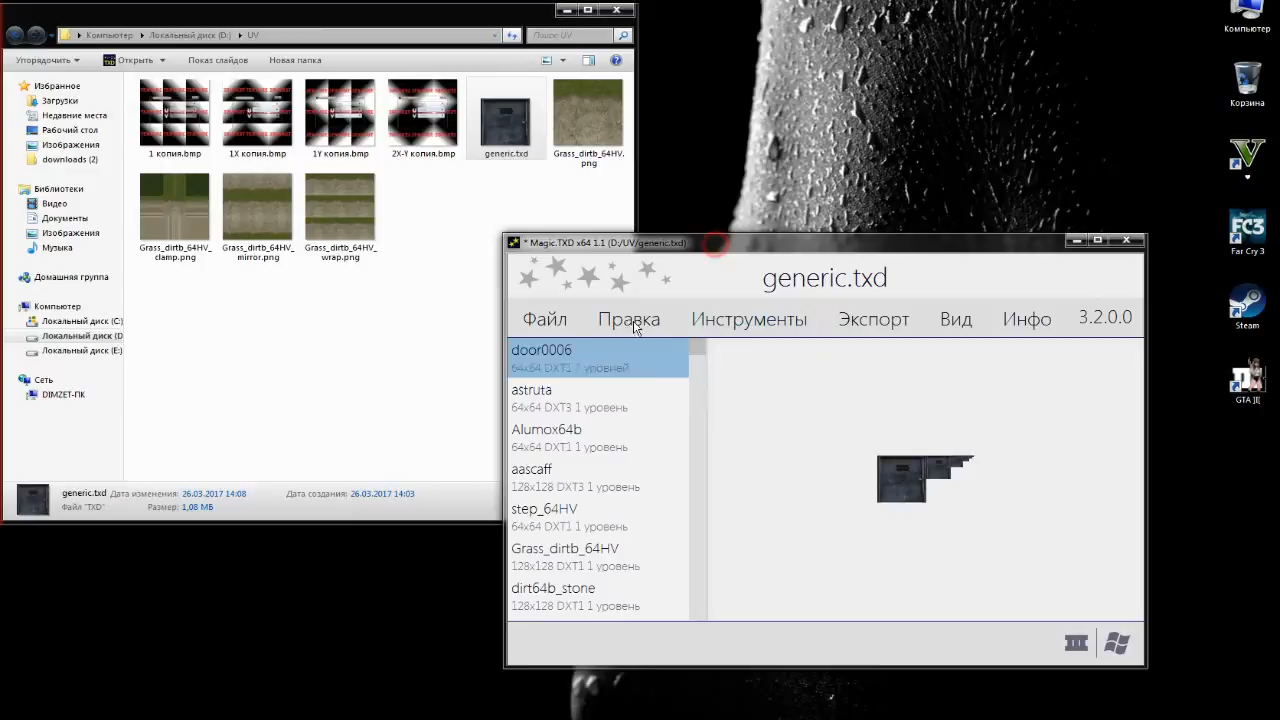 Компьютер
Локальный диск (D:)
UV
Поиск: UV
Упорядочить
Открыть
Показ слайдов
Новая папка
Избранное
Загрузки
Недавние места
Рабочий стол
Изображения
downloads (2)
Библиотеки
Видео
Документы
Изображения
Музыка
Домашняя группа
Компьютер
Локальный диск (C:)
Локальный диск (D
Локальный диск (E:)
Сеть
DIMZET-ПК
1 копия.bmp
1X копия.bmp
1Y копия.bmp
2X-Y копия.bmp
generic.txd
Grass_dirtb_64HV.
png
Grass_dirtb_64HV_
clamp.png
Grass_dirtb_64HV_
mirror.png
Grass_dirtb_64HV_
wrap.png
generic.txd
Дата изменения: 26.03.2017 14:08
Дата создания: 26.03.2017 14:03
Файл "TXD"
Размер: 1,08 МБ
* Magic.TXD x64 1.1 (D:/UV/generic.txd)
generic.txd
Файл
Правка
Инструменты
Экспорт
Вид
Инфо
3.2.0.0
door0006
64x64 DXT1 7 уровней
astruta
64x64 DXT3 1 уровень
Alumox64b
64x64 DXT1 1 уровень
aascaff
128x128 DXT3 1 уровень
step_64HV
64x64 DXT1 1 уровень
Grass_dirtb_64HV
128x128 DXT1 1 уровень
dirt64b_stone
128x128 DXT1 1 уровень
Компьютер
Корзина
Far Cry 3
Steam